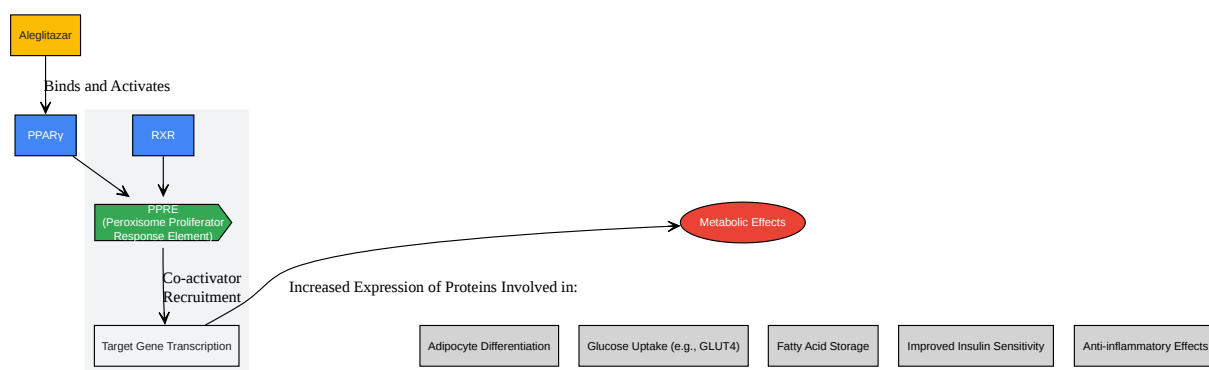 Aleglitazar
Binds and Activates
PPARγ
RXR
PPRE
(Peroxisome Proliferator
Response Element)
Metabolic Effects
Co-activator
Recruitment
Increased Expression of Proteins Involved in:
Target Gene Transcription
Adipocyte Differentiation
Glucose Uptake (e.g., GLUT4)
Fatty Acid Storage
Improved Insulin Sensitivity
Anti-inflammatory Effects